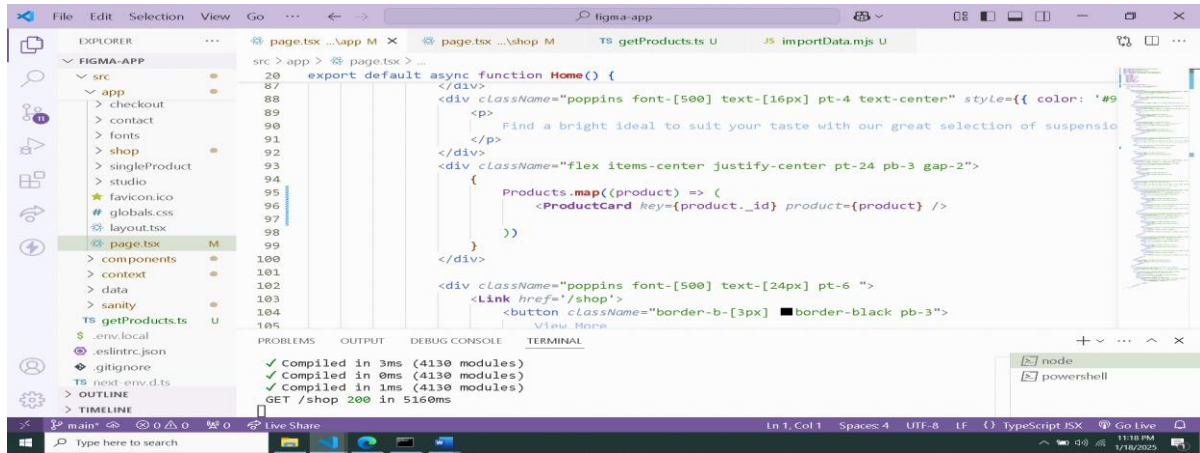 File Edit Selection View Go ··· figma-app
EXPLORER ···
FIGMA-APP
src
app
checkout
contact
fonts
shop
singleProduct
studio
favicon.ico
# globals.css
layout.tsx
page.tsx M
components
context
data
sanity
TS getProducts.ts U
$ .env.local
.eslintrc.json
.gitignore
TS next-env.d.ts
OUTLINE
TIMELINE
11
page.tsx ...\app M page.tsx ...\shop M TS getProducts.ts U JS importData.mjs U
src > app > page.tsx > ...
20 export default async function Home() {
87 </div>
88 <div className="poppins font-[500] text-[16px] pt-4 text-center" style={{ color: '#9
89 <p>
90 Find a bright ideal to suit your taste with our great selection of suspensio
91 </p>
92 </div>
93 <div className="flex items-center justify-center pt-24 pb-3 gap-2">
94 {
95 Products.map((product) => (
96 <ProductCard key={product._id} product={product} />
97
98 ))
99 }
100 </div>
101
102 <div className="poppins font-[500] text-[24px] pt-6 ">
103 <Link href='/shop'>
104 <button className="border-b-[3px] border-black pb-3">
105 View More
PROBLEMS OUTPUT DEBUG CONSOLE TERMINAL
✓ Compiled in 3ms (4130 modules)
✓ Compiled in 0ms (4130 modules)
✓ Compiled in 1ms (4130 modules)
GET /shop 200 in 5160ms
node
powershell
main* 0 0 0 Live Share Ln 1, Col 1 Spaces: 4 UTF-8 LF {} TypeScript JSX Go Live
Type here to search 11:18 PM
1/18/2025